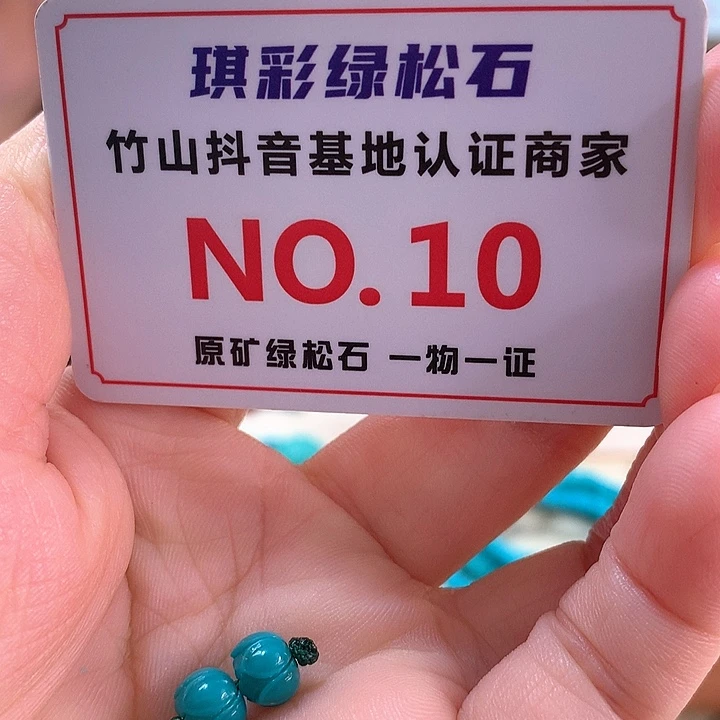 琪彩绿松石
竹山抖音基地认证商家
NO.10
原矿绿松石 一物一证